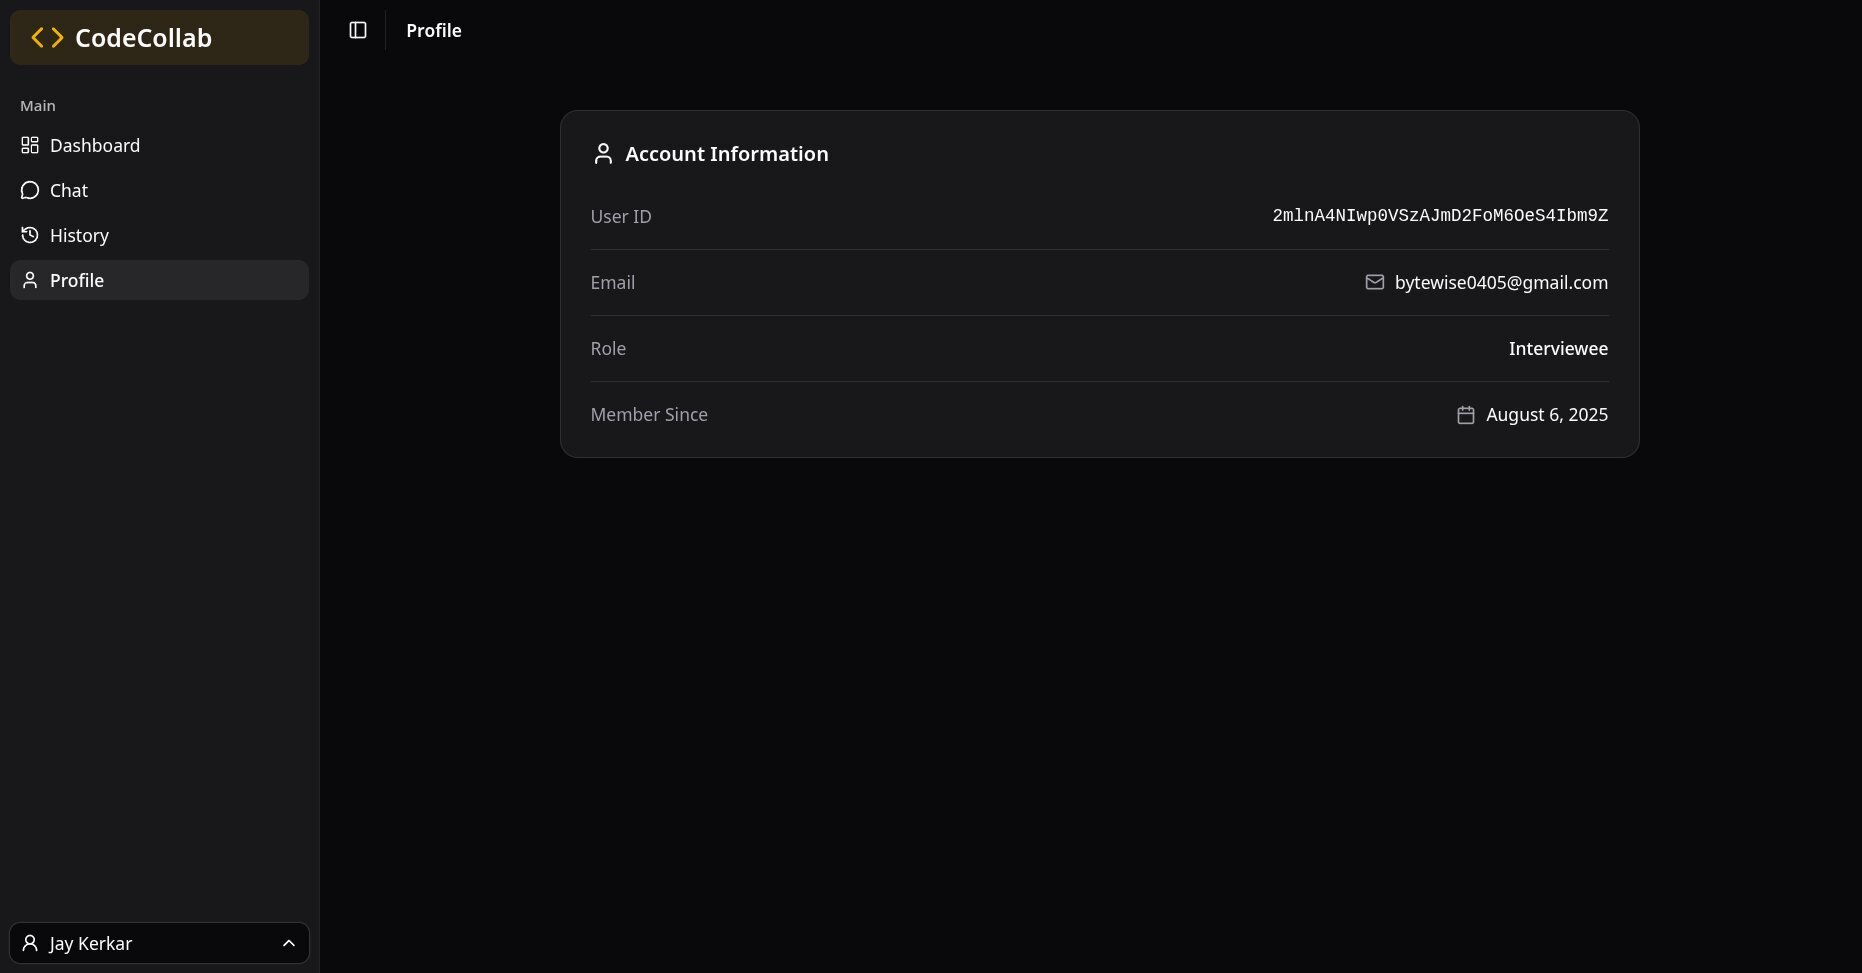 CodeCollab
Main
Dashboard
Chat
History
Profile
Jay Kerkar
Profile
Account Information
User ID 2mlnA4NIwp0VSzAJmD2FoM6OeS4Ibm9Z
Email bytewise0405@gmail.com
Role Interviewee
Member Since August 6, 2025